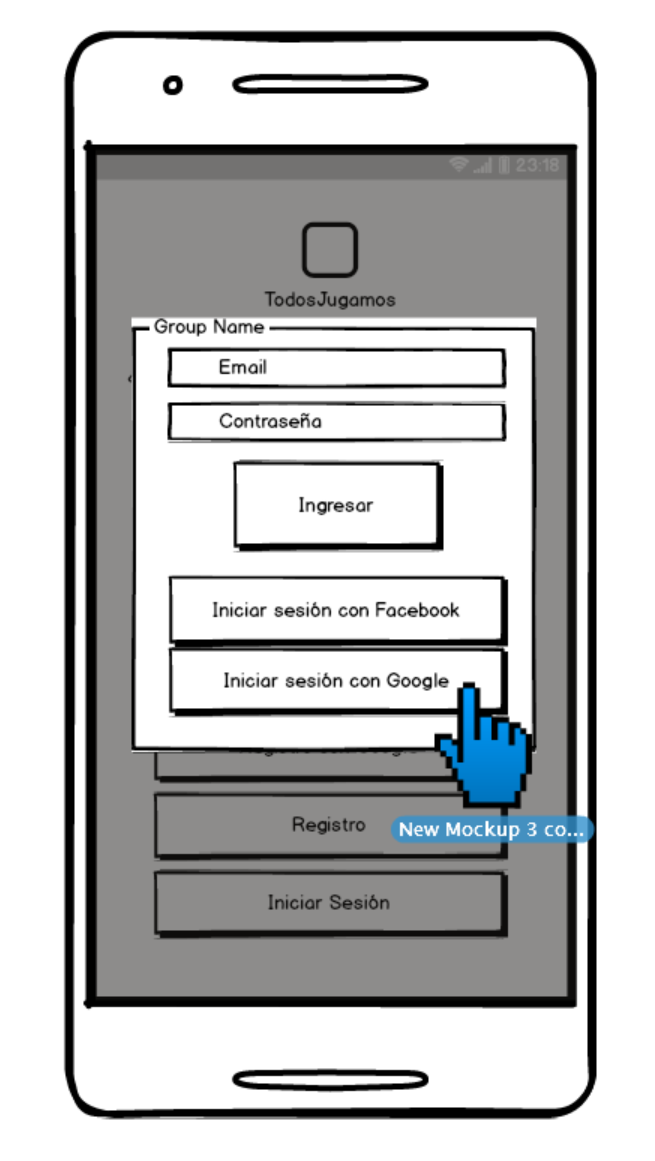 23:18
TodosJugamos
Group Name
Email
Contraseña
Ingresar
Iniciar sesión con Facebook
Iniciar sesión con Google
Registro
New Mockup 3 co...
Iniciar Sesión